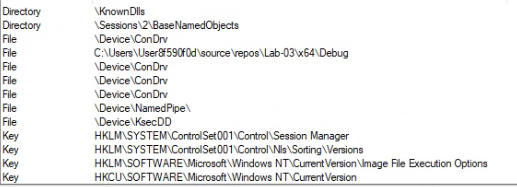 Directory \KnownDlls
Directory \Sessions\2\BaseNamedObjects
File \Device\ConDrv
File C:\Users\User8f590f0d\source\repos\Lab-03\x64\Debug
File \Device\ConDrv
File \Device\ConDrv
File \Device\ConDrv
File \Device\NamedPipe\
File \Device\KsecDD
Key HKLM\SYSTEM\ControlSet001\Control\Session Manager
Key HKLM\SYSTEM\ControlSet001\Control\Nls\Sorting\Versions
Key HKLM\SOFTWARE\Microsoft\Windows NT\CurrentVersion\Image File Execution Options
Key HKCU\SOFTWARE\Microsoft\Windows NT\CurrentVersion